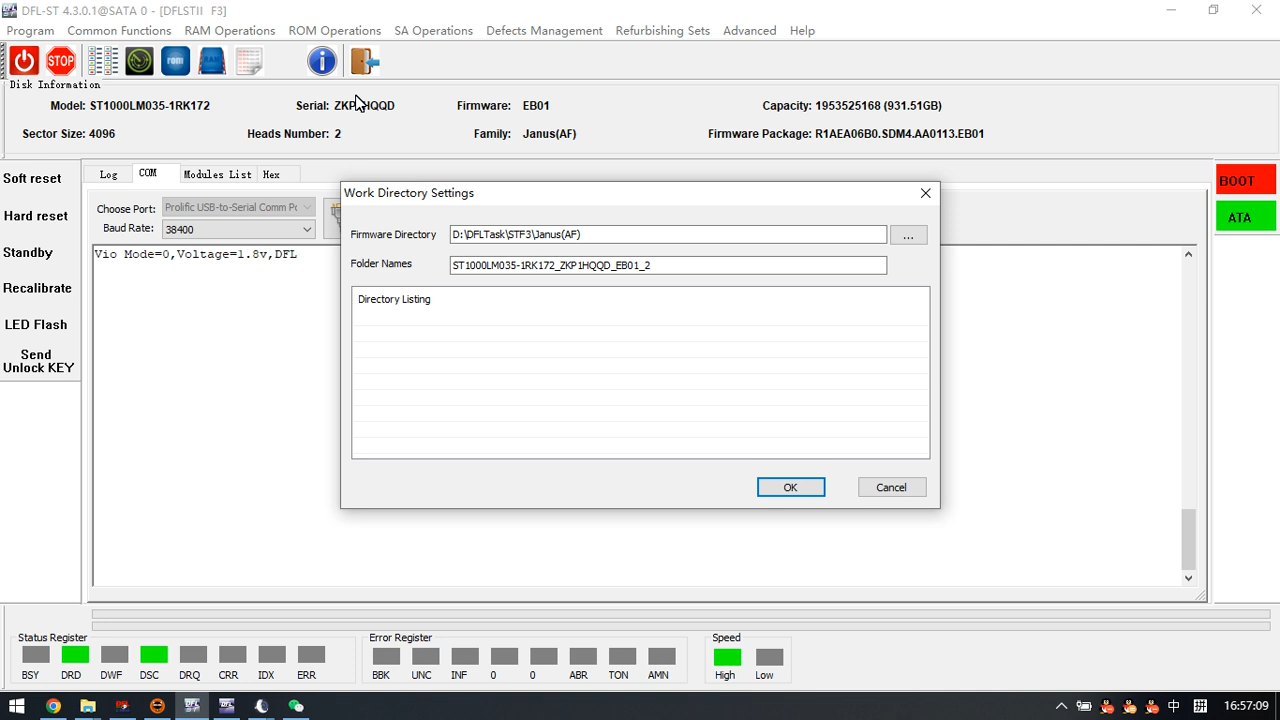 DFL-ST 4.3.0.1@SATA 0 - [DFLSTII F3]
Program Common Functions RAM Operations ROM Operations SA Operations Defects Management Refurbishing Sets Advanced Help
STOP rom
Disk Information
Model: ST1000LM035-1RK172 Serial: ZKP1HQQD Firmware: EB01 Capacity: 1953525168 (931.51GB)
Sector Size: 4096 Heads Number: 2 Family: Janus(AF) Firmware Package: R1AEA06B0.SDM4.AA0113.EB01
Soft reset
Hard reset
Standby
Recalibrate
LED Flash
Send
Unlock KEY
Log COM Modules List Hex
Choose Port: Prolific USB-to-Serial Comm Po
Baud Rate: 38400
Vio Mode=0,Voltage=1.8v,DFL
Work Directory Settings
Firmware Directory D:\DFLTask\STF3\Janus(AF) ...
Folder Names ST1000LM035-1RK172_ZKP1HQQD_EB01_2
Directory Listing
OK Cancel
BOOT
ATA
Status Register Error Register Speed
BSY DRD DWF DSC DRQ CRR IDX ERR BBK UNC INF 0 0 ABR TON AMN High Low
中 拼 16:57:09